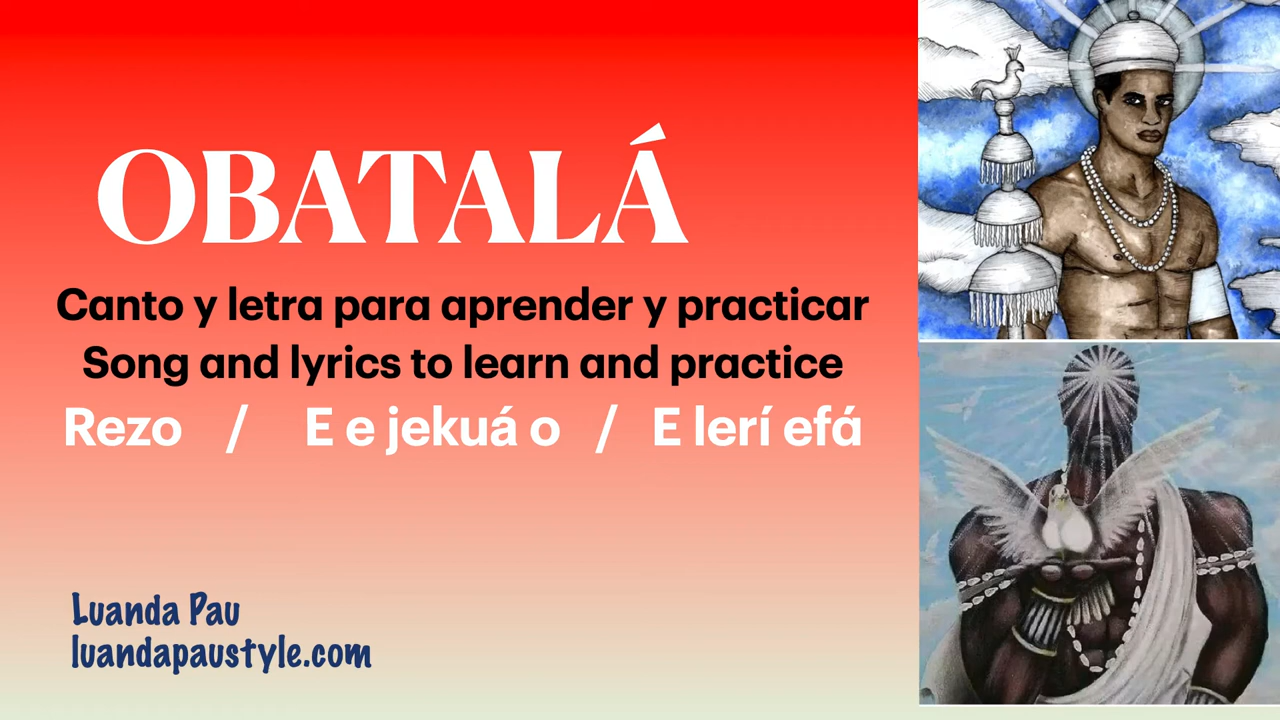 OBATALÁ
Canto y letra para aprender y practicar
Song and lyrics to learn and practice
Rezo / E e jekuá o / E lerí efá
Luanda Pau
luandapaustyle.com